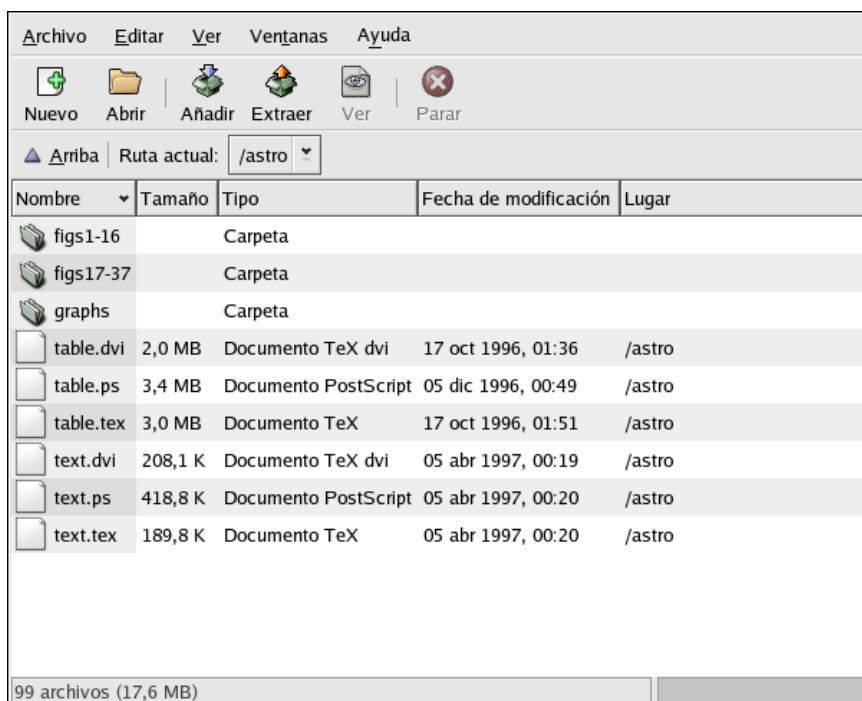 Archivo Editar Ver Ventanas Ayuda
Nuevo Abrir Añadir Extraer Ver Parar
Arriba Ruta actual: /astro
Nombre Tamaño Tipo Fecha de modificación Lugar
figs1-16 Carpeta
figs17-37 Carpeta
graphs Carpeta
table.dvi 2,0 MB Documento TeX dvi 17 oct 1996, 01:36 /astro
table.ps 3,4 MB Documento PostScript 05 dic 1996, 00:49 /astro
table.tex 3,0 MB Documento TeX 17 oct 1996, 01:51 /astro
text.dvi 208,1 K Documento TeX dvi 05 abr 1997, 00:19 /astro
text.ps 418,8 K Documento PostScript 05 abr 1997, 00:20 /astro
text.tex 189,8 K Documento TeX 05 abr 1997, 00:20 /astro
99 archivos (17,6 MB)